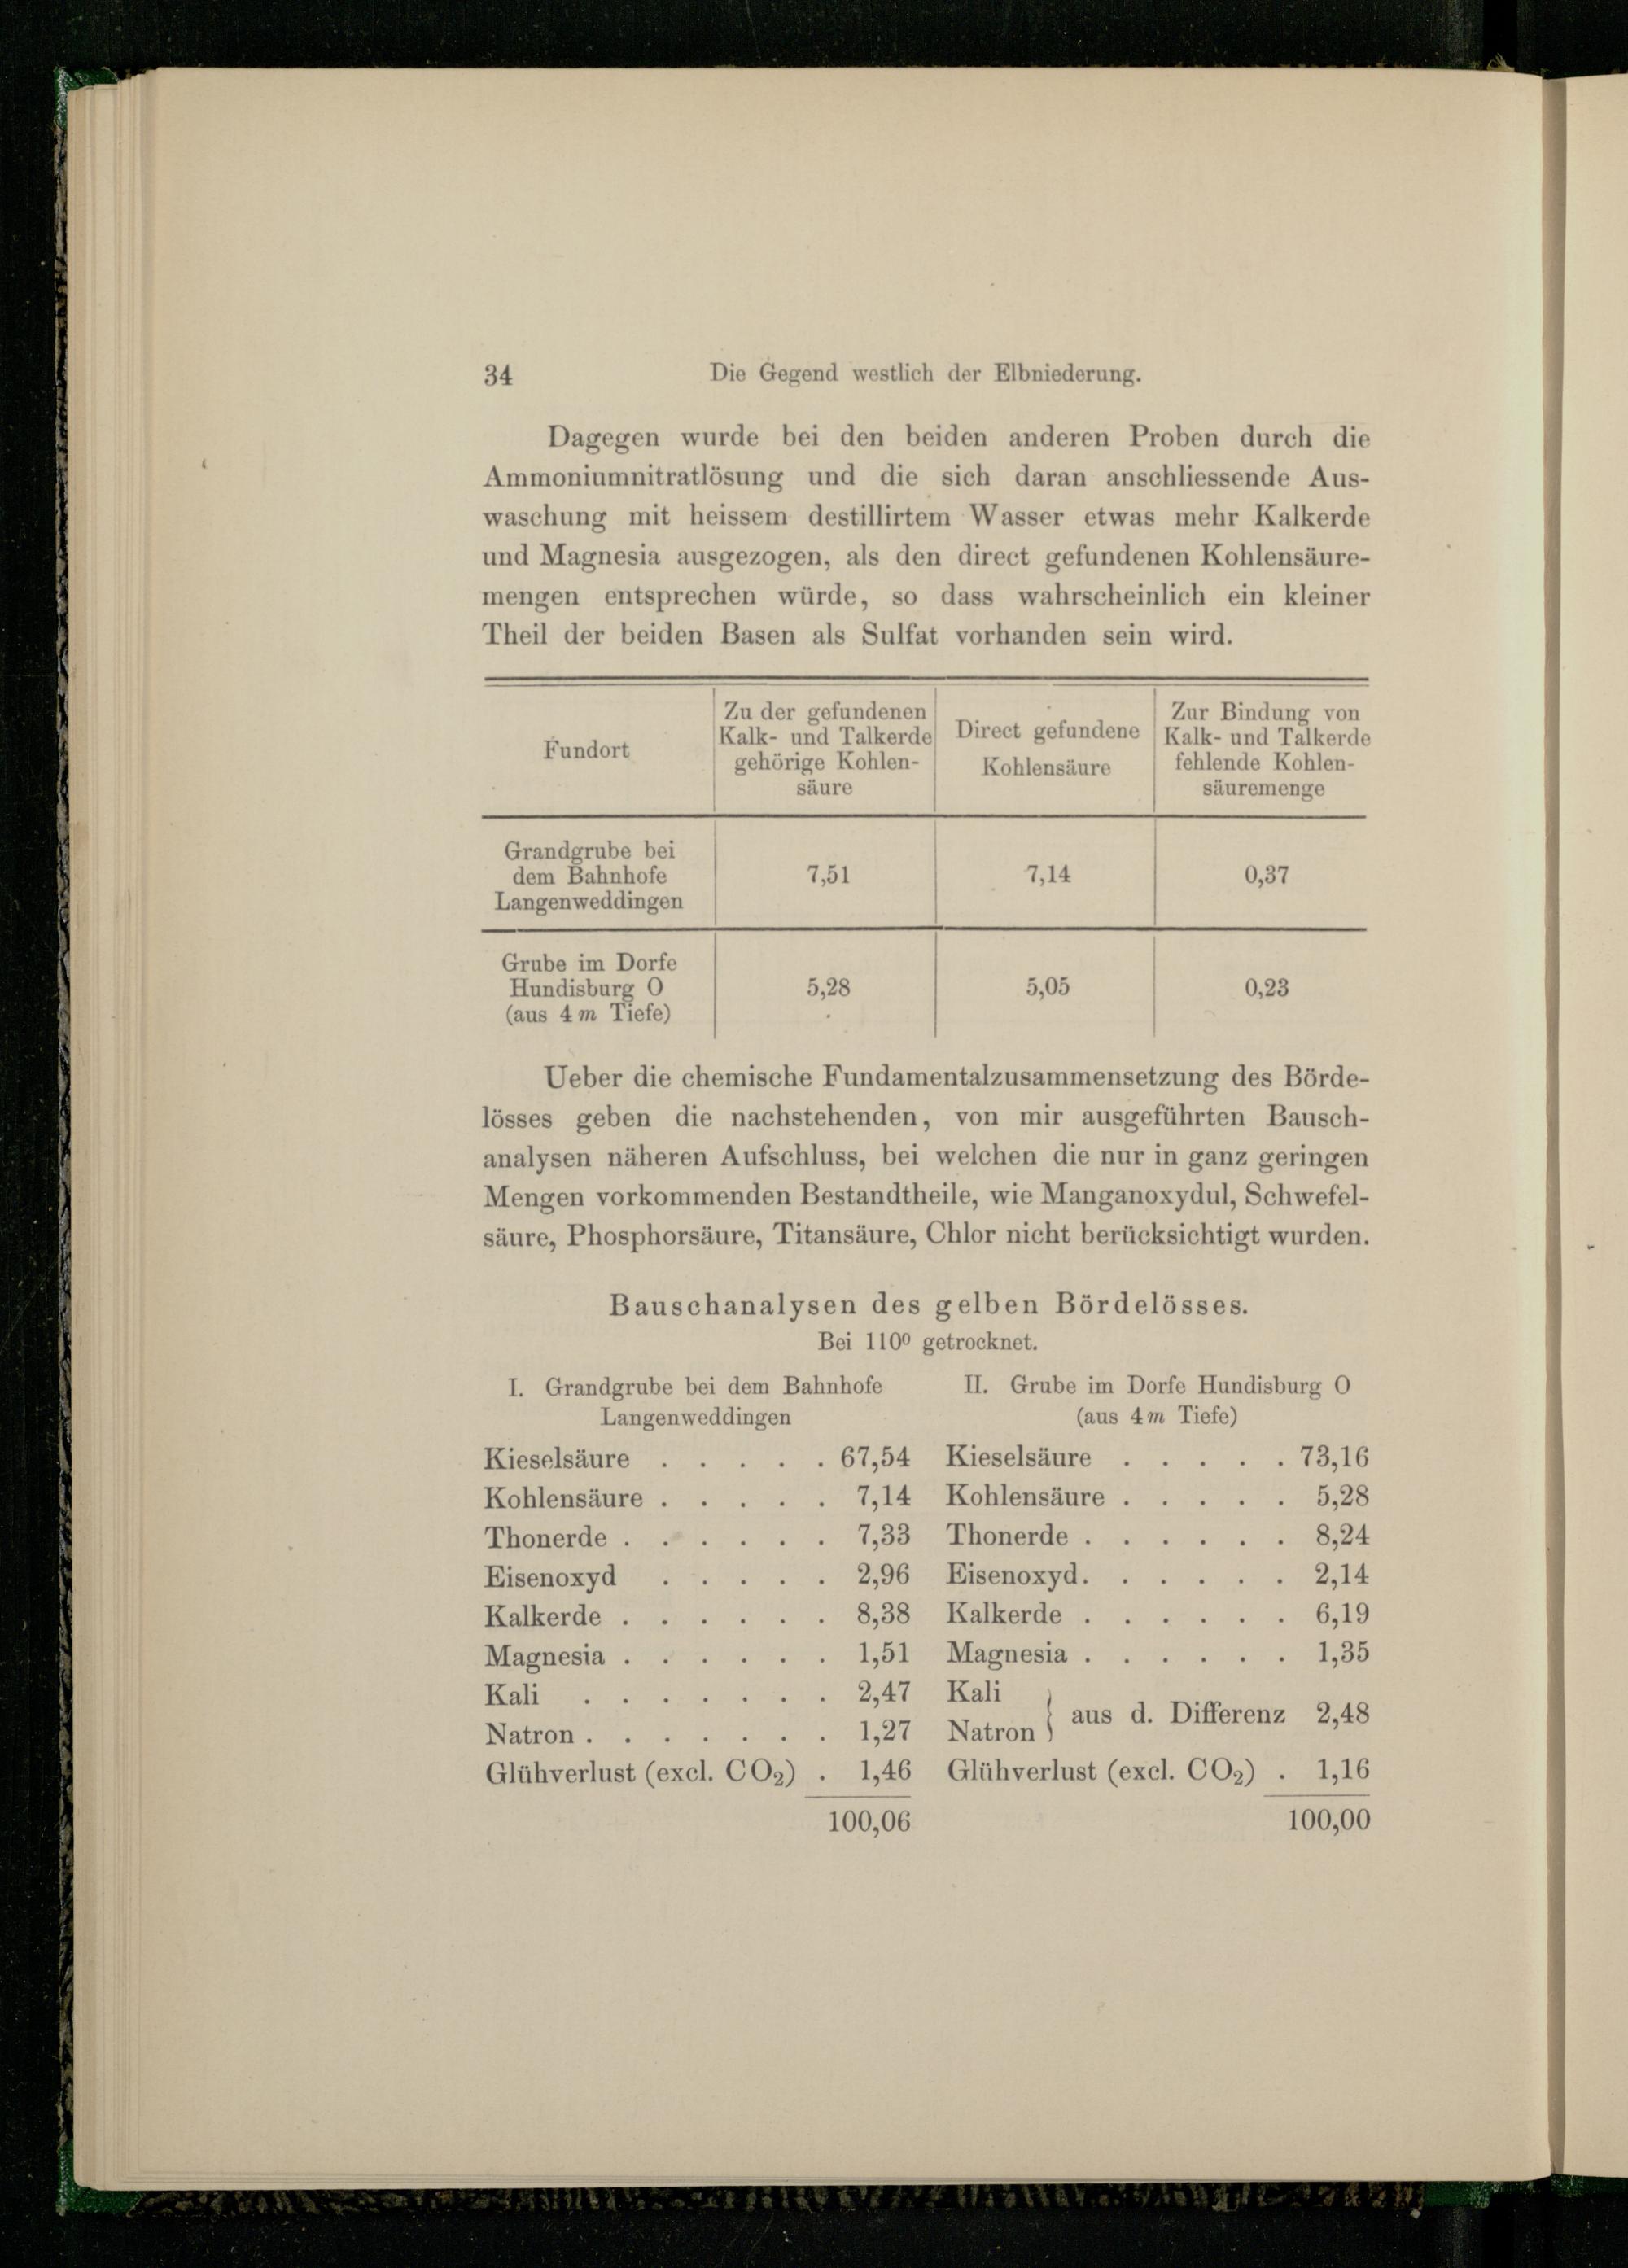 34 Die Gegend westlich der Elbniederung.
Dagegen wurde bei den beiden anderen Proben durch die
Ammoniumnitratlösung und die sich daran anschliessende Aus-
waschung mit heissem destillirtem Wasser etwas mehr Kalkerde
und Magnesia ausgezogen, als den direct gefundenen Kohlensäure-
mengen entsprechen würde, so dass wahrscheinlich ein kleiner
Theil der beiden Basen als Sulfat vorhanden sein wird.
Fundort
Zu der gefundenen
Kalk- und Talkerde
gehörige Kohlen-
säure
Direct gefundene
Kohlensäure
Zur Bindung von
Kalk- und Talkerde
fehlende Kohlen-
säuremenge
Grandgrube bei
dem Bahnhofe
Langenweddingen
7,51 7,14 0,37
Grube im Dorfe
Hundisburg O
(aus 4 m Tiefe)
5,28 5,05 0,23
Ueber die chemische Fundamentalzusammensetzung des Börde-
lösses geben die nachstehenden, von mir ausgeführten Bausch-
analysen näheren Aufschluss, bei welchen die nur in ganz geringen
Mengen vorkommenden Bestandtheile, wie Manganoxydul, Schwefel-
säure, Phosphorsäure, Titansäure, Chlor nicht berücksichtigt wurden.
Bauschanalysen des gelben Bördelösses.
Bei 110⁰ getrocknet.
I. Grandgrube bei dem Bahnhofe
Langenweddingen
Kieselsäure . . . . . 67,54
Kohlensäure . . . . . 7,14
Thonerde . . . . . . 7,33
Eisenoxyd . . . . . 2,96
Kalkerde . . . . . . 8,38
Magnesia . . . . . . 1,51
Kali . . . . . . . 2,47
Natron . . . . . . . 1,27
Glühverlust (excl. CO₂) . 1,46
100,06
II. Grube im Dorfe Hundisburg O
(aus 4 m Tiefe)
Kieselsäure . . . . . 73,16
Kohlensäure . . . . . 5,28
Thonerde . . . . . . 8,24
Eisenoxyd . . . . . . 2,14
Kalkerde . . . . . . 6,19
Magnesia . . . . . . 1,35
Kali
Natron } aus d. Differenz 2,48
Glühverlust (excl. CO₂) . 1,16
100,00